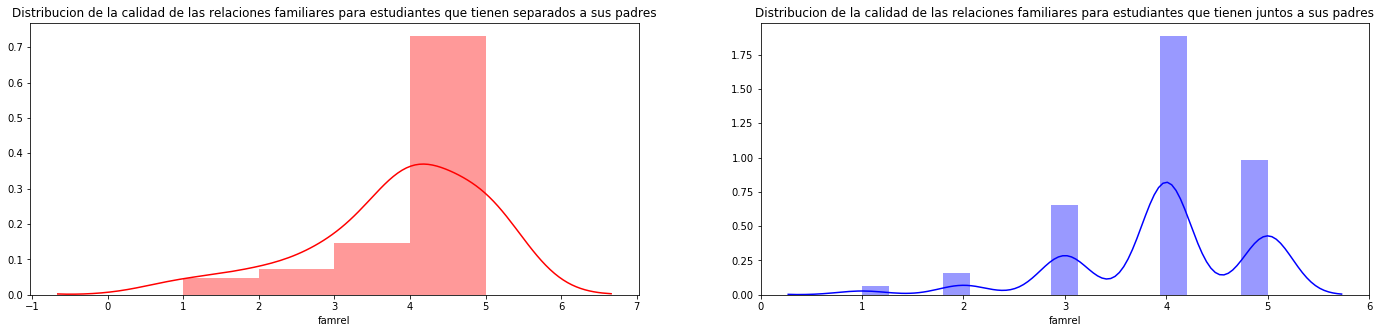 Distribucion de la calidad de las relaciones familiares para estudiantes que tienen separados a sus padres
0.7
0.6
0.5
0.4
0.3
0.2
0.1
0.0
−1 0 1 2 3 4 5 6 7
famrel
Distribucion de la calidad de las relaciones familiares para estudiantes que tienen juntos a sus padres
1.75
1.50
1.25
1.00
0.75
0.50
0.25
0.00
0 1 2 3 4 5 6
famrel